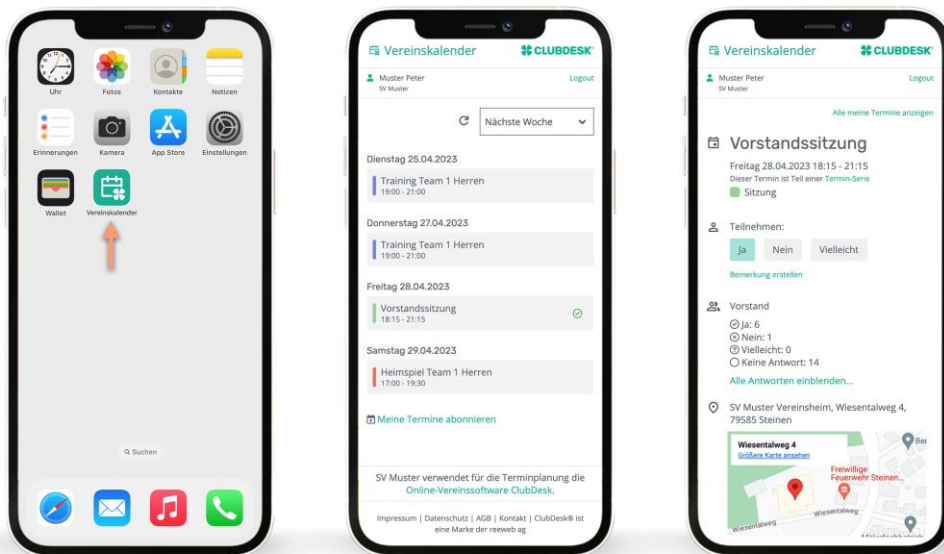 Uhr
Fotos
Kontakte
Notizen
Erinnerungen
Kamera
App Store
Einstellungen
Wallet
Vereinskalender
Suchen
Vereinskalender
CLUBDESK
Muster Peter
Logout
SV Muster
Nächste Woche
Dienstag 25.04.2023
Training Team 1 Herren
19:00 - 21:00
Donnerstag 27.04.2023
Training Team 1 Herren
19:00 - 21:00
Freitag 28.04.2023
Vorstandssitzung
18:15 - 21:15
Samstag 29.04.2023
Heimspiel Team 1 Herren
17:00 - 19:30
Meine Termine abonnieren
SV Muster verwendet für die Terminplanung die
Online-Vereinssoftware ClubDesk.
Impressum | Datenschutz | AGB | Kontakt | ClubDesk® ist
eine Marke der reeweb ag
Vereinskalender
CLUBDESK
Muster Peter
Logout
SV Muster
Alle meine Termine anzeigen
Vorstandssitzung
Freitag 28.04.2023 18:15 - 21:15
Dieser Termin ist Teil einer Termin-Serie
Sitzung
Teilnehmen:
Ja
Nein
Vielleicht
Bemerkung erstellen
Vorstand
Ja: 6
Nein: 1
Vielleicht: 0
Keine Antwort: 14
Alle Antworten einblenden...
SV Muster Vereinsheim, Wiesentalweg 4,
79585 Steinen
Wiesentalweg 4
Größere Karte ansehen
Ber
Freiwillige
Feuerwehr Steinen...
Wiesentalweg
Wiesentalweg